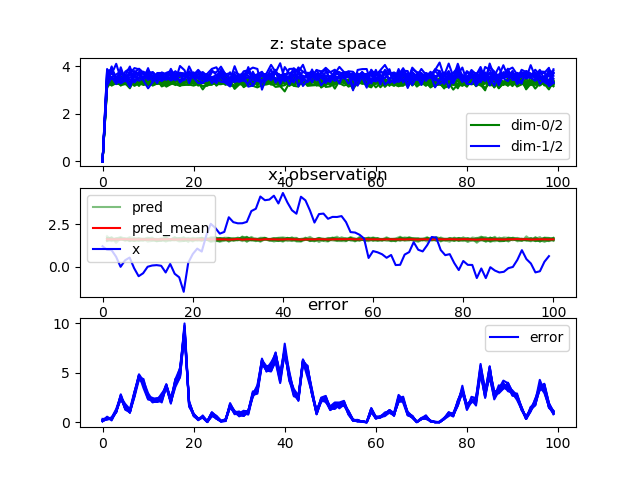 z: state space
4
2
0
dim-0/2
dim-1/2
0 20 40 60 80 100
x: observation
2.5
0.0
pred
pred_mean
x
0 20 40 60 80 100
error
10
5
0
error
0 20 40 60 80 100